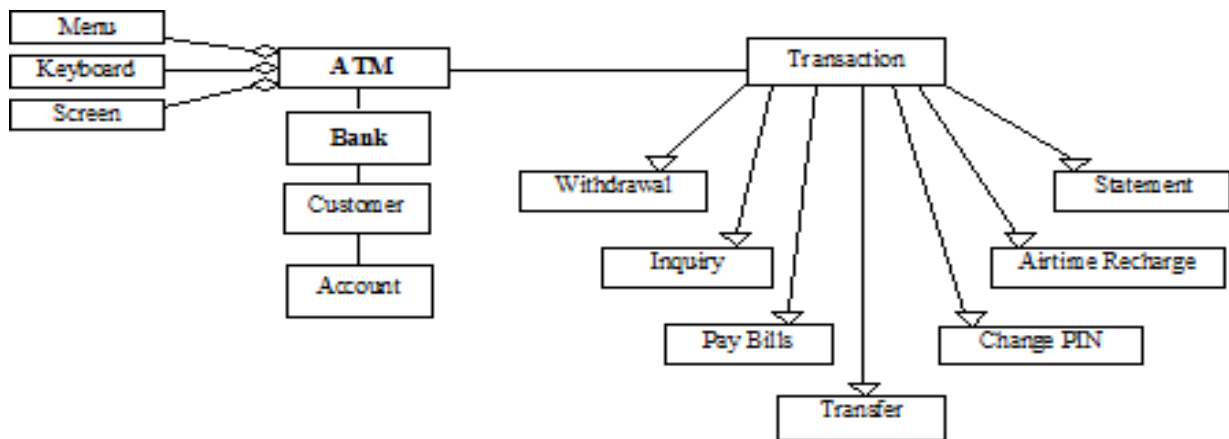 Menu
Keyboard
Screen
ATM
Bank
Customer
Account
Transaction
Withdrawal
Inquiry
Pay Bills
Transfer
Change PIN
Airtime Recharge
Statement